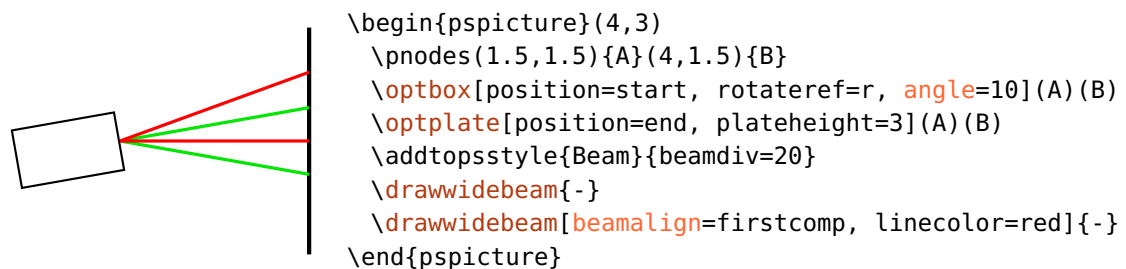 \begin{pspicture}(4,3)
  \pnodes(1.5,1.5){A}(4,1.5){B}
  \optbox[position=start, rotateref=r, angle=10](A)(B)
  \optplate[position=end, plateheight=3](A)(B)
  \addtopsstyle{Beam}{beamdiv=20}
  \drawwidebeam{-}
  \drawwidebeam[beamalign=firstcomp, linecolor=red]{-}
\end{pspicture}